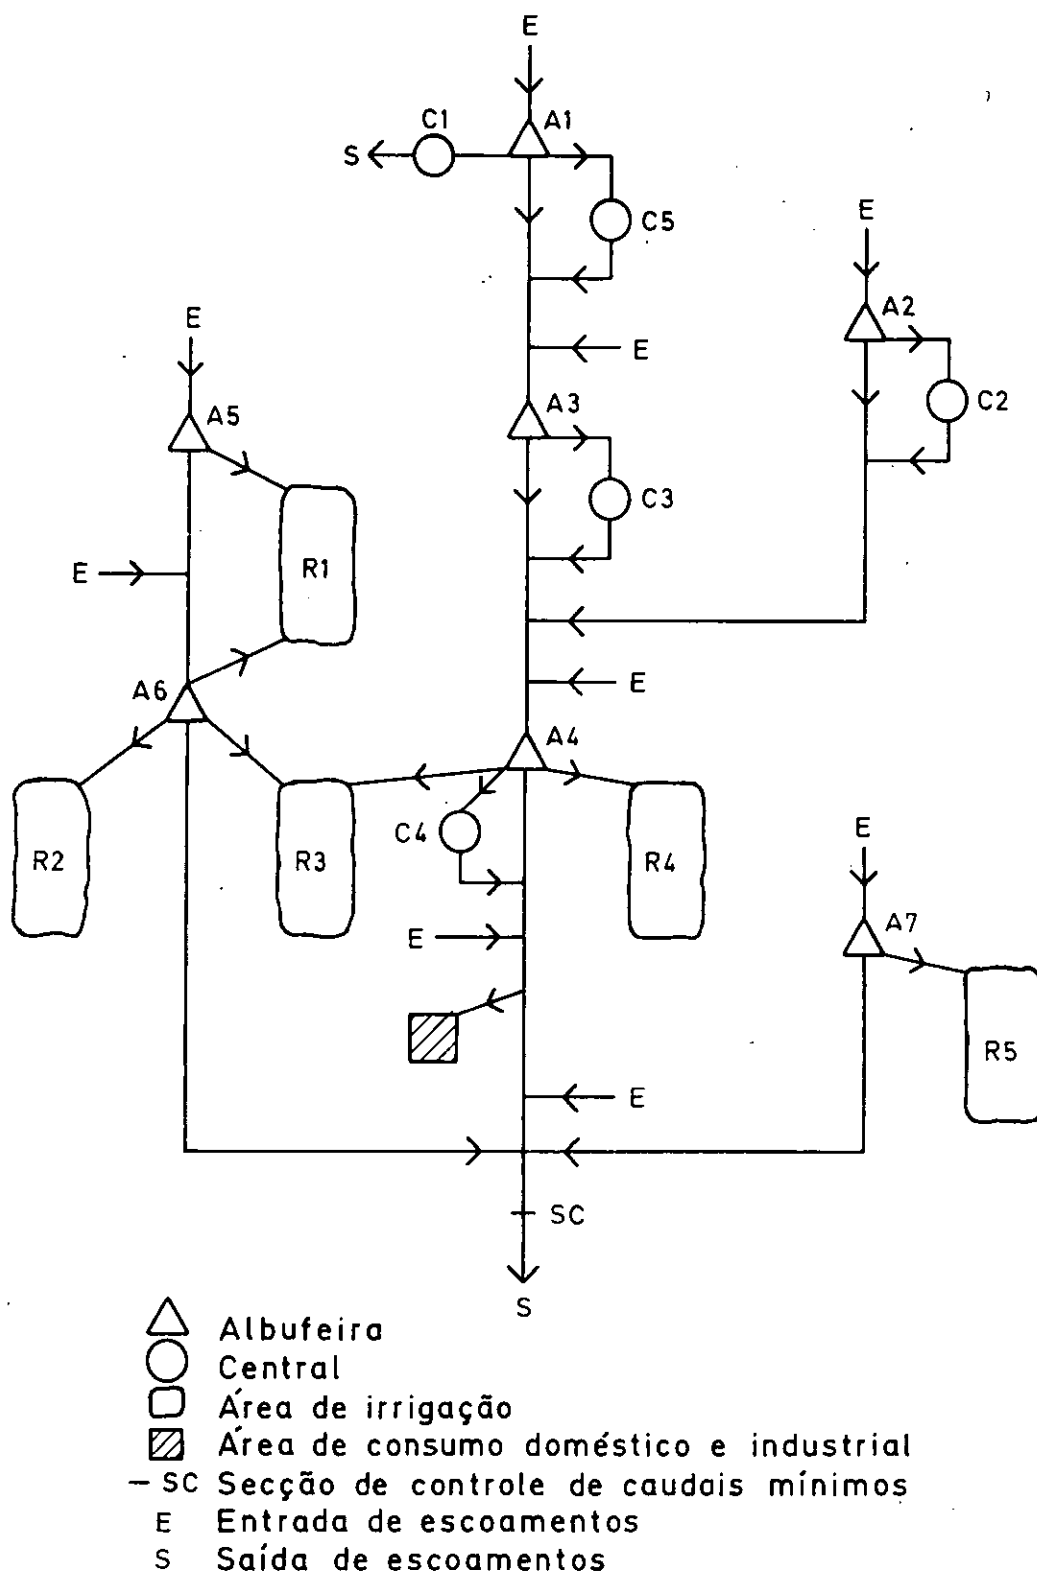 E
C1
A1
S
C5
E
A2
E
E
A3
C2
A5
C3
E
R1
E
A6
A4
R2
R3
C4
R4
E
A7
E
R5
E
SC
S
Albufeira
Central
Área de irrigação
Área de consumo doméstico e industrial
— SC Secção de controle de caudais mínimos
E Entrada de escoamentos
S Saída de escoamentos